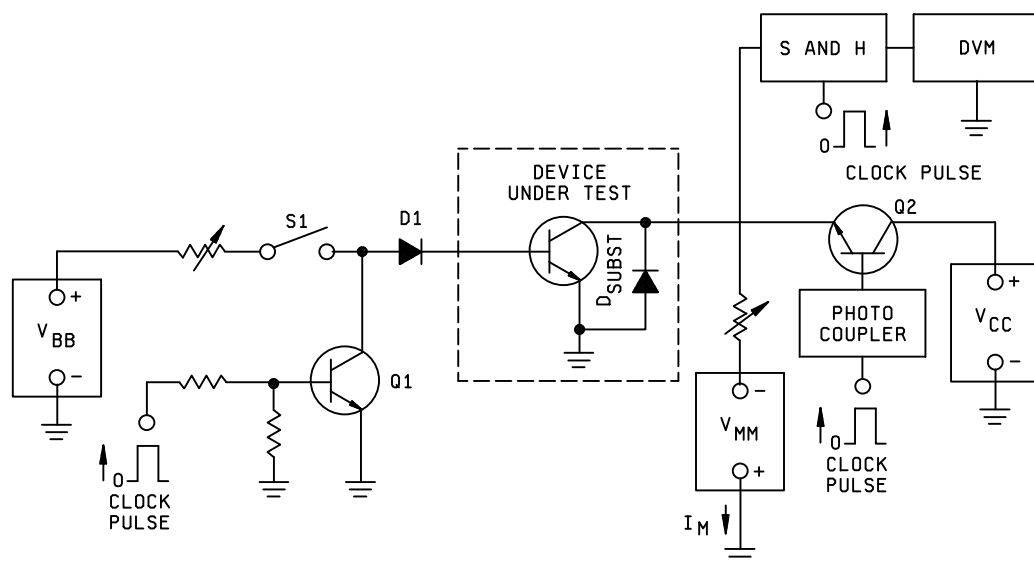 S AND H
DVM
0
CLOCK PULSE
DEVICE
UNDER TEST
S1
D1
Q2
D SUBST
+
V BB
-
+
V CC
-
PHOTO
COUPLER
Q1
-
V MM
+
0
CLOCK
PULSE
0
CLOCK
PULSE
I M